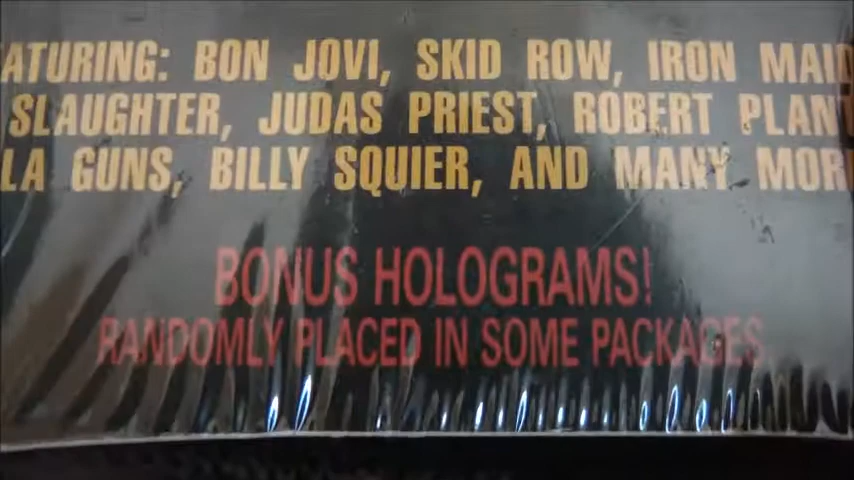 ATURING: BON JOVI, SKID ROW, IRON MAID
SLAUGHTER, JUDAS PRIEST, ROBERT PLANT
LA GUNS, BILLY SQUIER, AND MANY MOR
BONUS HOLOGRAMS!
RANDOMLY PLACED IN SOME PACKAGES